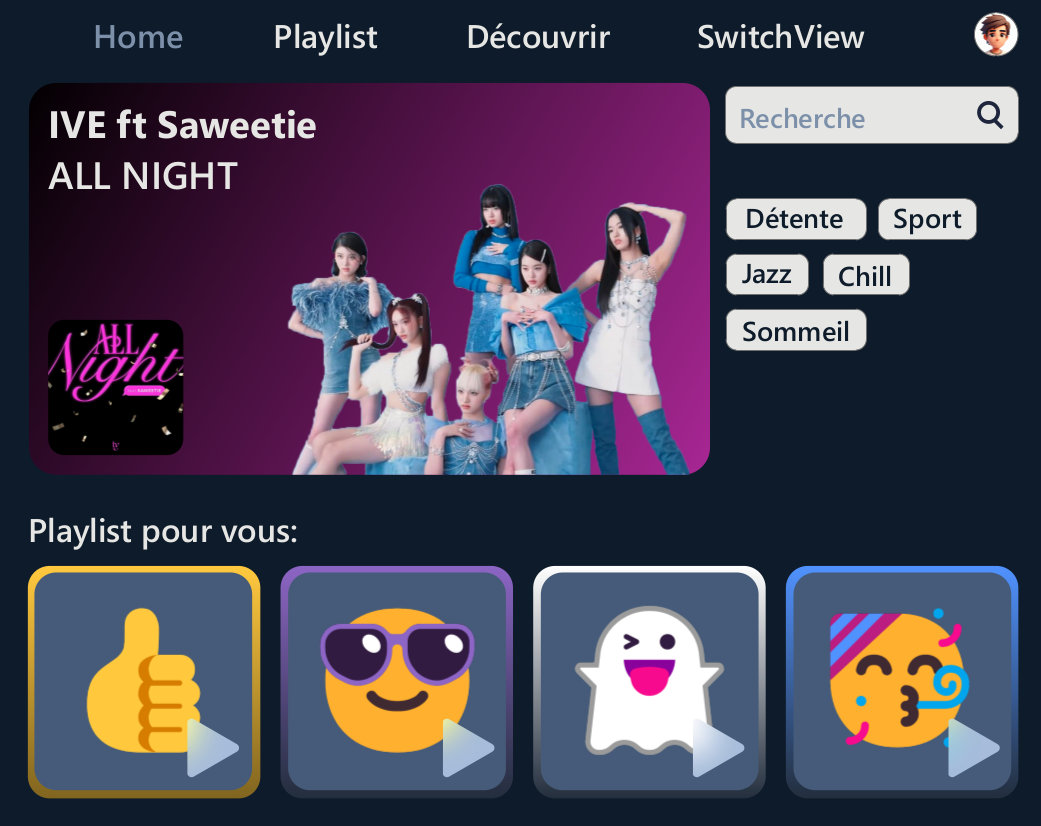 Home Playlist Découvrir SwitchView
IVE ft Saweetie
ALL NIGHT
Recherche
Détente Sport
Jazz Chill
Sommeil
ALL
Night
Playlist pour vous: